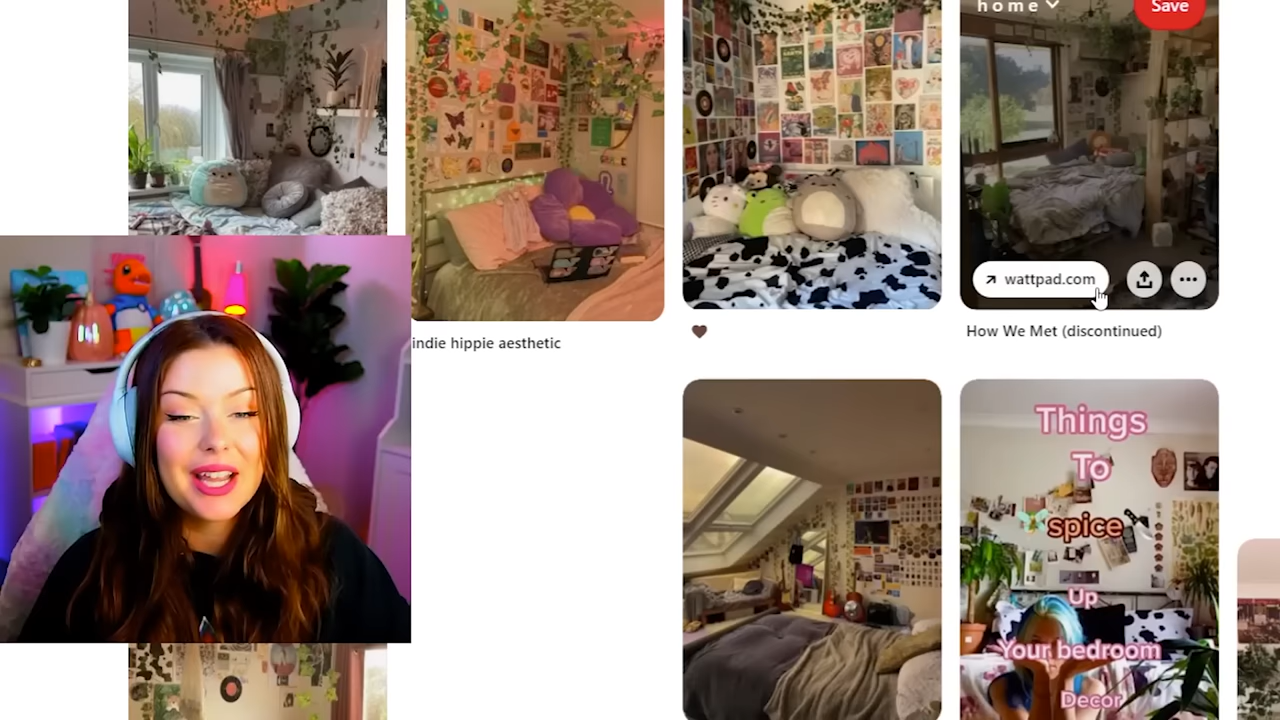 home
Save
wattpad.com
indie hippie aesthetic
How We Met (discontinued)
Things
To
spice
Up
Your bedroom
Decor